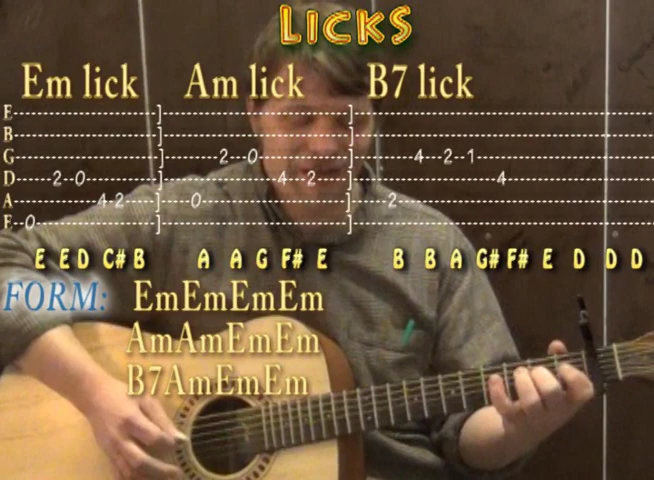 LICKS
Em lick Am lick B7 lick
E------------------]------------------------]------------------------
B------------------]------------------------]------------------------
G------------------]-------2--0-------------]--------4--2--1---------
D-----2--0---------]--------------4--2------]----------------4-------
A-----------4-2----]----0-------------------]-----2------------------
E--0---------------]------------------------]------------------------
E E D C# B A A G F# E B B A G# F# E D D D
FORM: EmEmEmEm
AmAmEmEm
B7AmEmEm